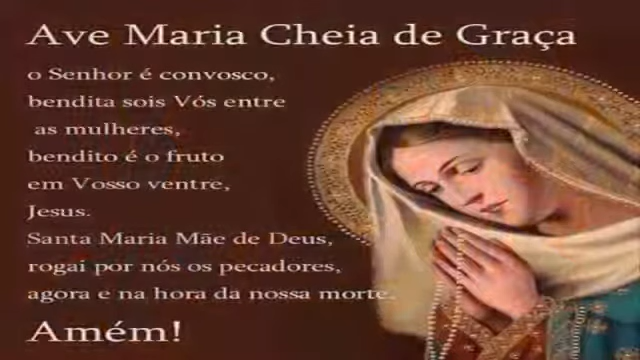 Ave Maria Cheia de Graça
o Senhor é convosco,
bendita sois Vós entre
as mulheres,
bendito é o fruto
em Vosso ventre,
Jesus.
Santa Maria Mãe de Deus,
rogai por nós os pecadores,
agora e na hora da nossa morte.
Amém!